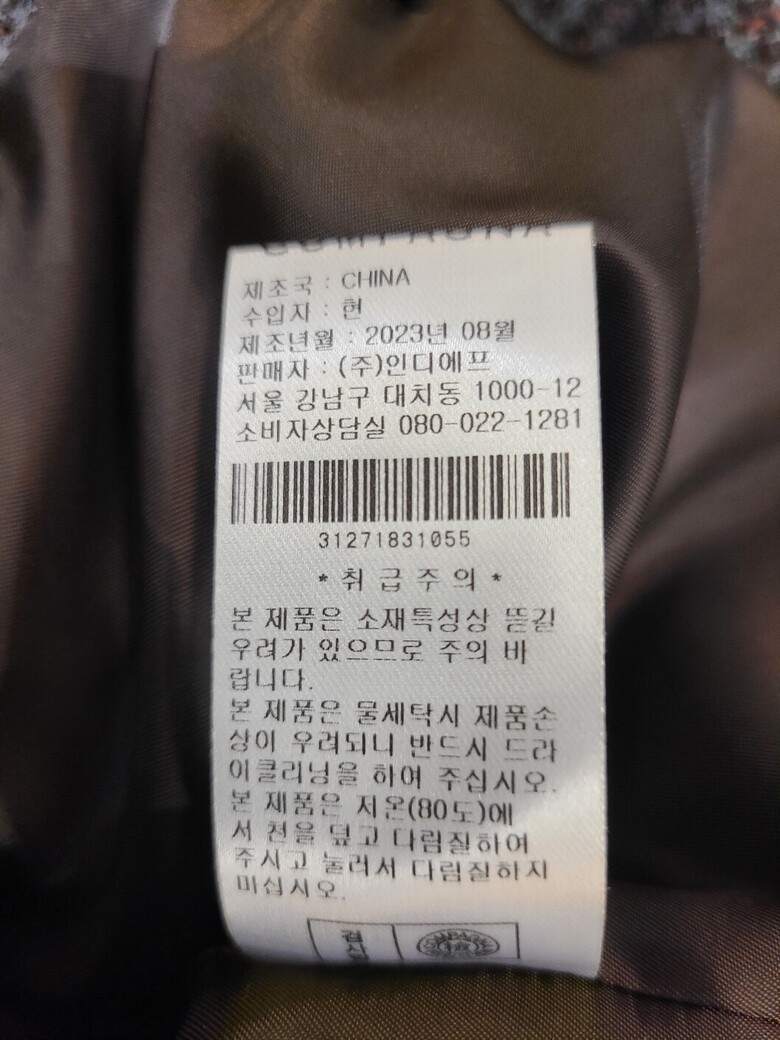 COMPAGNA
제조국 : CHINA
수입자 : 현
제조년월 : 2023년 08월
판매자 : (주)인디에프
서울 강남구 대치동 1000-12
소비자상담실 080-022-1281
31271831055
*취급주의*
본 제품은 소재특성상 뜯길
우려가 있으므로 주의 바
랍니다.
본 제품은 물세탁시 제품손
상이 우려되니 반드시 드라
이클리닝을 하여 주십시오.
본 제품은 저온(80도)에
서 천을 덮고 다림질하여
주시고 눌러서 다림질하지
마십시오.